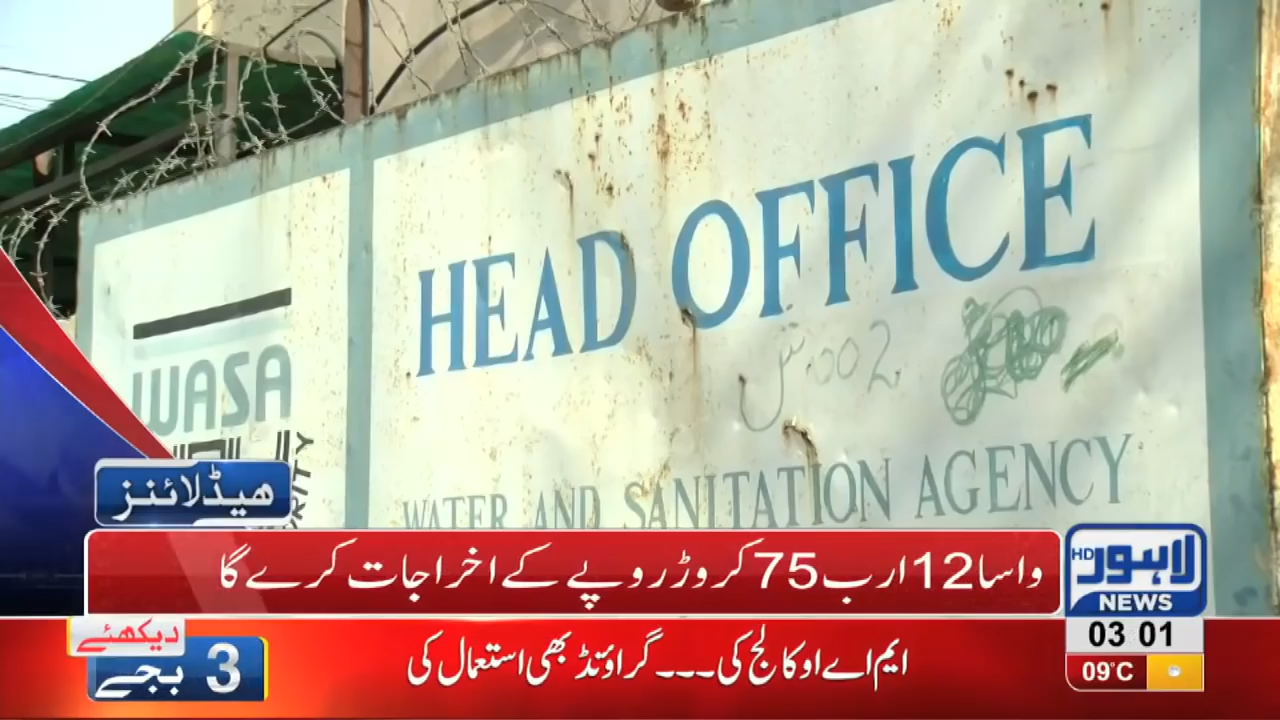 HEAD OFFICE
WASA
WATER AND SANITATION AGENCY
ہیڈلائنز
واسا 12 ارب 75 کروڑ روپے کے اخراجات کرے گا
HD لاہور
NEWS
03 01
09°C
دیکھئے
3 بجے
ایم اے او کالج کی ۔۔۔ گراؤنڈ بھی استعمال کی